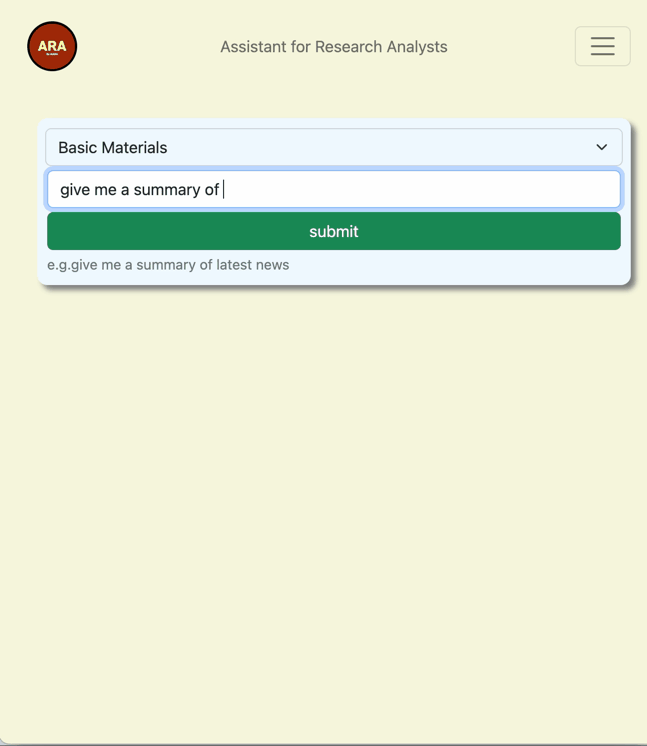 ARA
Assistant for Research Analysts
Basic Materials
give me a summary of
submit
e.g.give me a summary of latest news